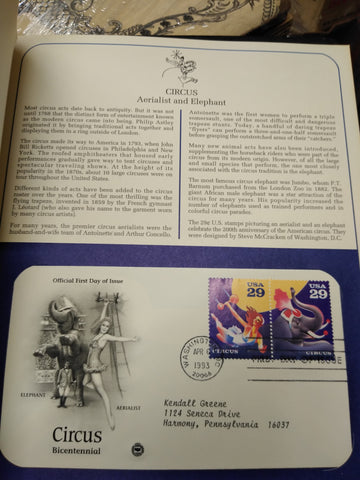 CIRCUS
Aerialist and Elephant
Most circus acts date back to antiquity. But it was not
until 1768 that the distinct form of entertainment known
as the modern circus came into being. Philip Astley
originated it by bringing traditional acts together and
displaying them in a ring outside of London.
The circus made its way to America in 1793, when John
Bill Ricketts opened circuses in Philadelphia and New
York. The roofed amphitheaters that housed early
performances gradually gave way to tent circuses and
spectacular traveling shows. At the height of its
popularity in the 1870s, about 10 large circuses were on
tour throughout the United States.
Different kinds of acts have been added to the circus
master over the years. One of the most thrilling was the
flying trapeze, invented in 1859 by the French gymnast
J. Léotard (who also gave his name to the garment worn
by many circus artists).
For many years, the premier circus aerialists were the
husband-and-wife team of Antoinette and Arthur Concello.
Antoinette was the first women to perform a triple
somersault, one of the most difficult and dangerous
trapeze stunts. Today, a handful of daring trapeze
"flyers" can perform a three-and-one-half somersault
before grasping the outstretched arms of their "catchers."
Many new animal acts have also been introduced,
supplementing the horseback riders who were part of the
circus from its modern origin. However, of all the large
and small species that perform, the one most closely
associated with the circus tradition is the elephant.
The most famous circus elephant was Jumbo, whom P.T.
Barnum purchased from the London Zoo in 1882. The
giant African male elephant was a star attraction of the
circus for many years. His popularity increased the
number of elephants used as trained performers and in
colorful circus parades.
The 29¢ U.S. stamps picturing an aerialist and an elephant
celebrate the 200th anniversary of the American circus. They
were designed by Steve McCracken of Washington, D.C.
Official First Day of Issue
USA
29
CIRCUS
USA
29
CIRCUS
WASHINGTON, DC
APR 6
1993
20066
FIRST DAY OF ISSUE
ELEPHANT
AERIALIST
Circus
Bicentennial
Kendall Greene
1124 Seneca Drive
Harmony, Pennsylvania 16037